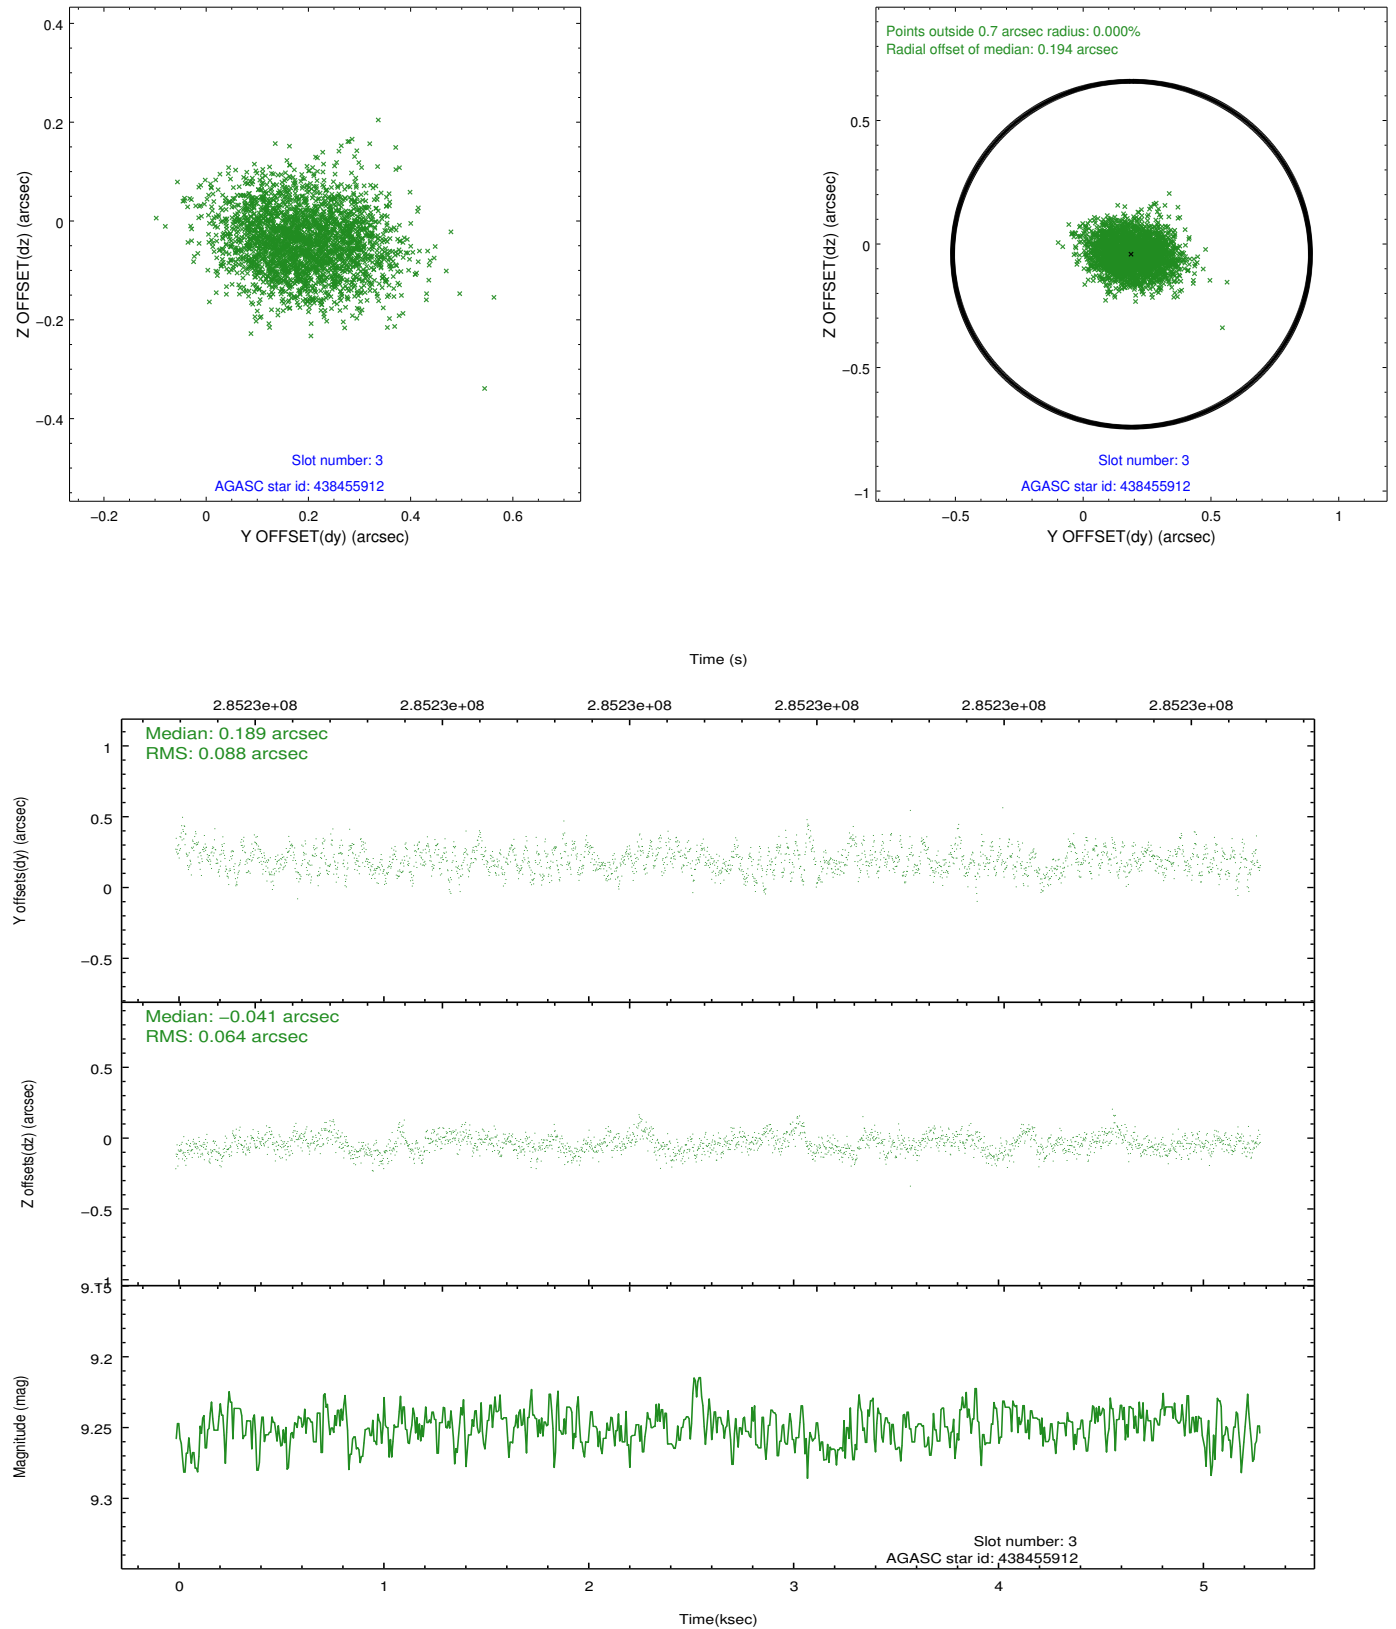 0.4
0.2
0
−0.2
−0.4
Z OFFSET(dz) (arcsec)
Slot number: 3
AGASC star id: 438455912
−0.2 0 0.2 0.4 0.6
Y OFFSET(dy) (arcsec)
Points outside 0.7 arcsec radius: 0.000%
Radial offset of median: 0.194 arcsec
0.5
0
−0.5
−1
Z OFFSET(dz) (arcsec)
Slot number: 3
AGASC star id: 438455912
−0.5 0 0.5 1
Y OFFSET(dy) (arcsec)
Time (s)
2.8523e+08 2.8523e+08 2.8523e+08 2.8523e+08 2.8523e+08 2.8523e+08
Median: 0.189 arcsec
RMS: 0.088 arcsec
1
0.5
0
−0.5
Y offsets(dy) (arcsec)
Median: −0.041 arcsec
RMS: 0.064 arcsec
0.5
0
−0.5
−1
Z offsets(dz) (arcsec)
9.15
9.2
9.25
9.3
Magnitude (mag)
Slot number: 3
AGASC star id: 438455912
0 1 2 3 4 5
Time(ksec)